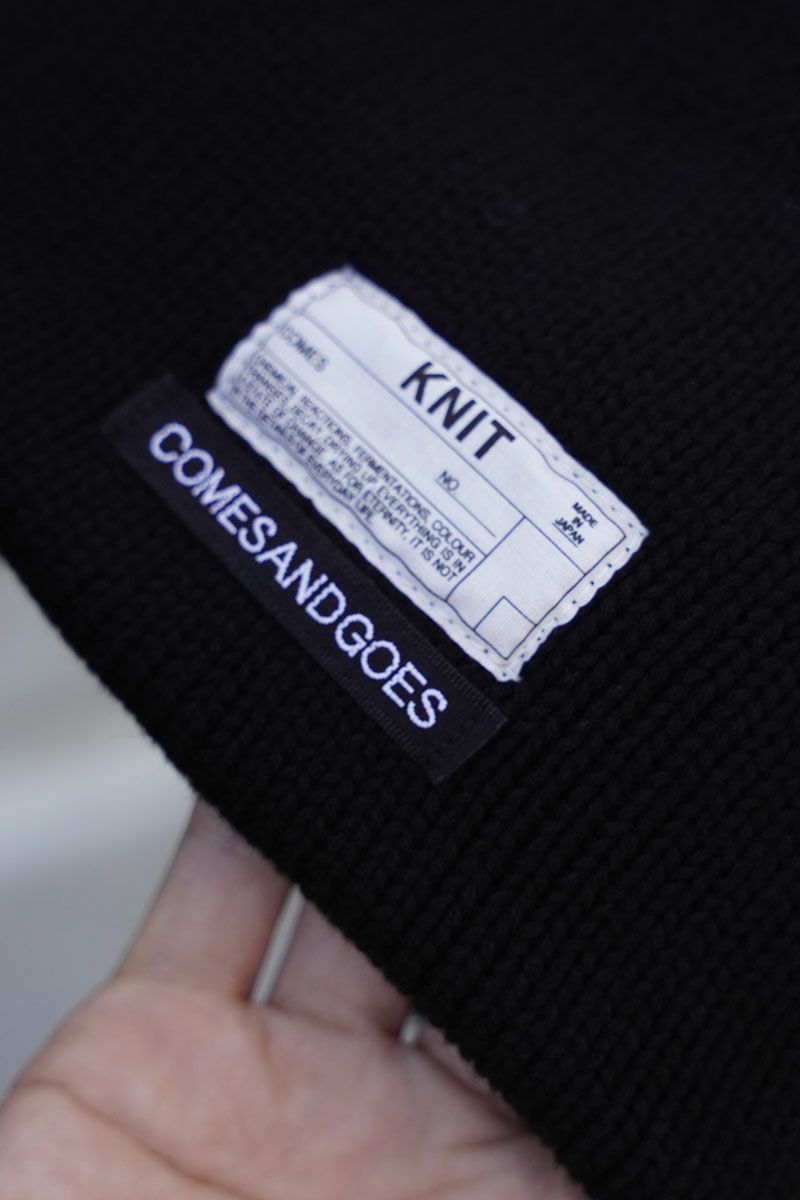 KNIT
COMES
NO.
CHEMICAL REACTIONS, FERMENTATIONS, COLOUR
CHANGES, DECAY, DRYING UP EVERYTHING IS IN
A STATE OF CHANGE, AS FOR ETERNITY, IT IS NOT
IN THE DETAILS OF EVERYDAY LIFE
MADE
IN
JAPAN
COMESANDGOES